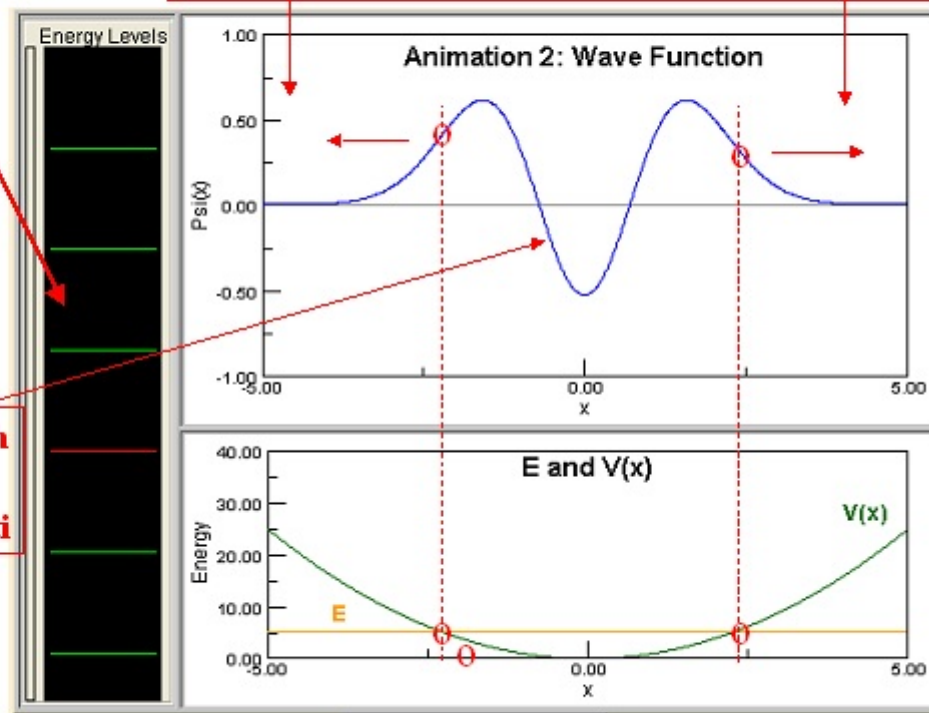 Energy Levels
1.00
Animation 2: Wave Function
0.50
0.00
-0.50
-1.00
Psi(x)
-5.00 0.00 5.00
x
i
E and V(x)
40.00
30.00
20.00
10.00
0.00
Energy
V(x)
E
-5.00 0.00 5.00
x